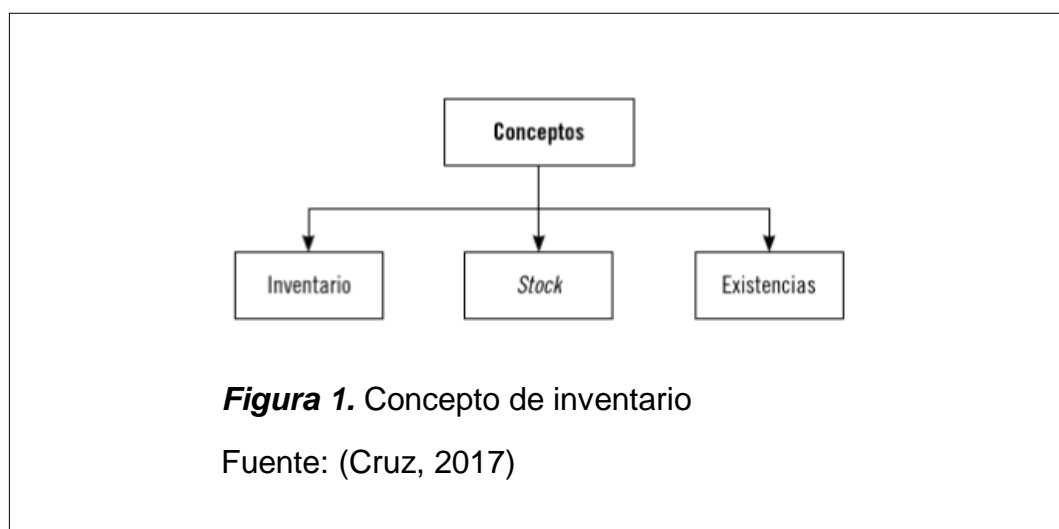 Conceptos
Inventario
Stock
Existencias
Figura 1. Concepto de inventario
Fuente: (Cruz, 2017)